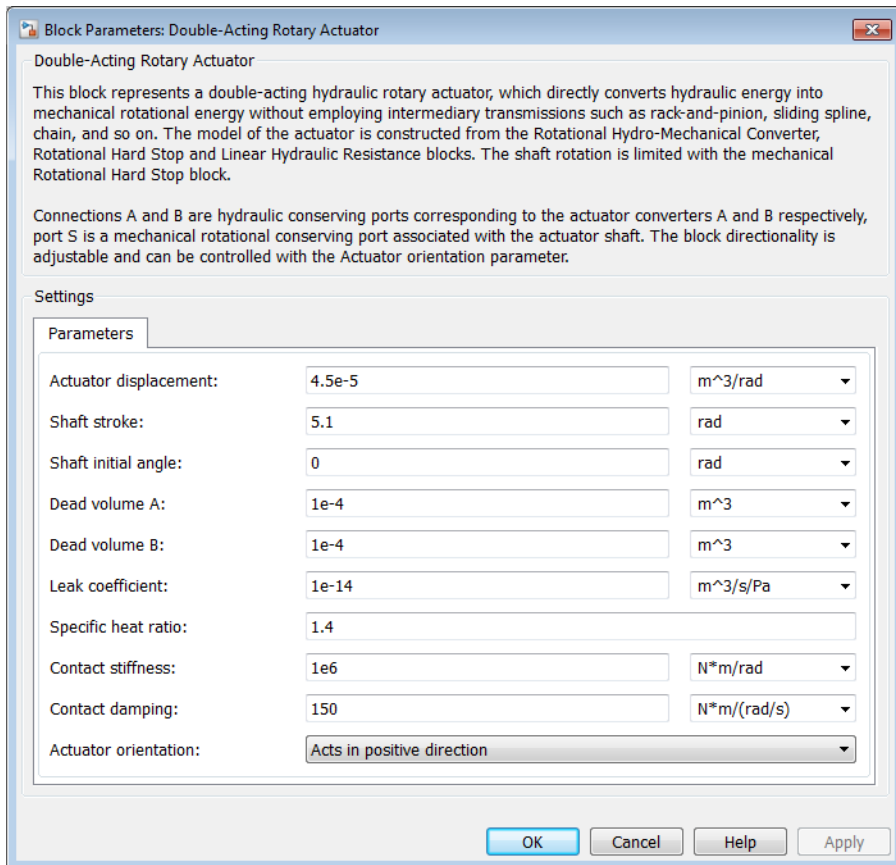 Block Parameters: Double-Acting Rotary Actuator
Double-Acting Rotary Actuator
This block represents a double-acting hydraulic rotary actuator, which directly converts hydraulic energy into
mechanical rotational energy without employing intermediary transmissions such as rack-and-pinion, sliding spline,
chain, and so on. The model of the actuator is constructed from the Rotational Hydro-Mechanical Converter,
Rotational Hard Stop and Linear Hydraulic Resistance blocks. The shaft rotation is limited with the mechanical
Rotational Hard Stop block.
Connections A and B are hydraulic conserving ports corresponding to the actuator converters A and B respectively,
port S is a mechanical rotational conserving port associated with the actuator shaft. The block directionality is
adjustable and can be controlled with the Actuator orientation parameter.
Settings
Parameters
Actuator displacement: 4.5e-5 m^3/rad
Shaft stroke: 5.1 rad
Shaft initial angle: 0 rad
Dead volume A: 1e-4 m^3
Dead volume B: 1e-4 m^3
Leak coefficient: 1e-14 m^3/s/Pa
Specific heat ratio: 1.4
Contact stiffness: 1e6 N*m/rad
Contact damping: 150 N*m/(rad/s)
Actuator orientation: Acts in positive direction
OK Cancel Help Apply